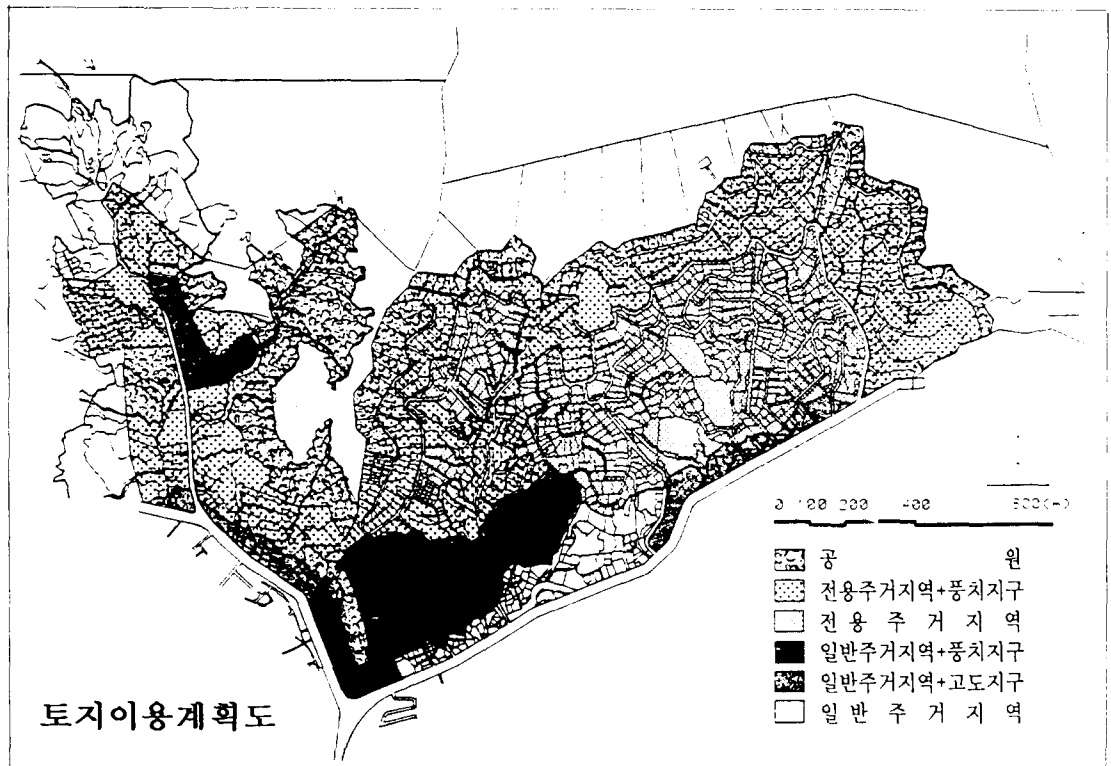 0 100 200 400 800(m)
공 원
전용주거지역+풍치지구
전 용 주 거 지 역
일반주거지역+풍치지구
일반주거지역+고도지구
일 반 주 거 지 역
토지이용계획도